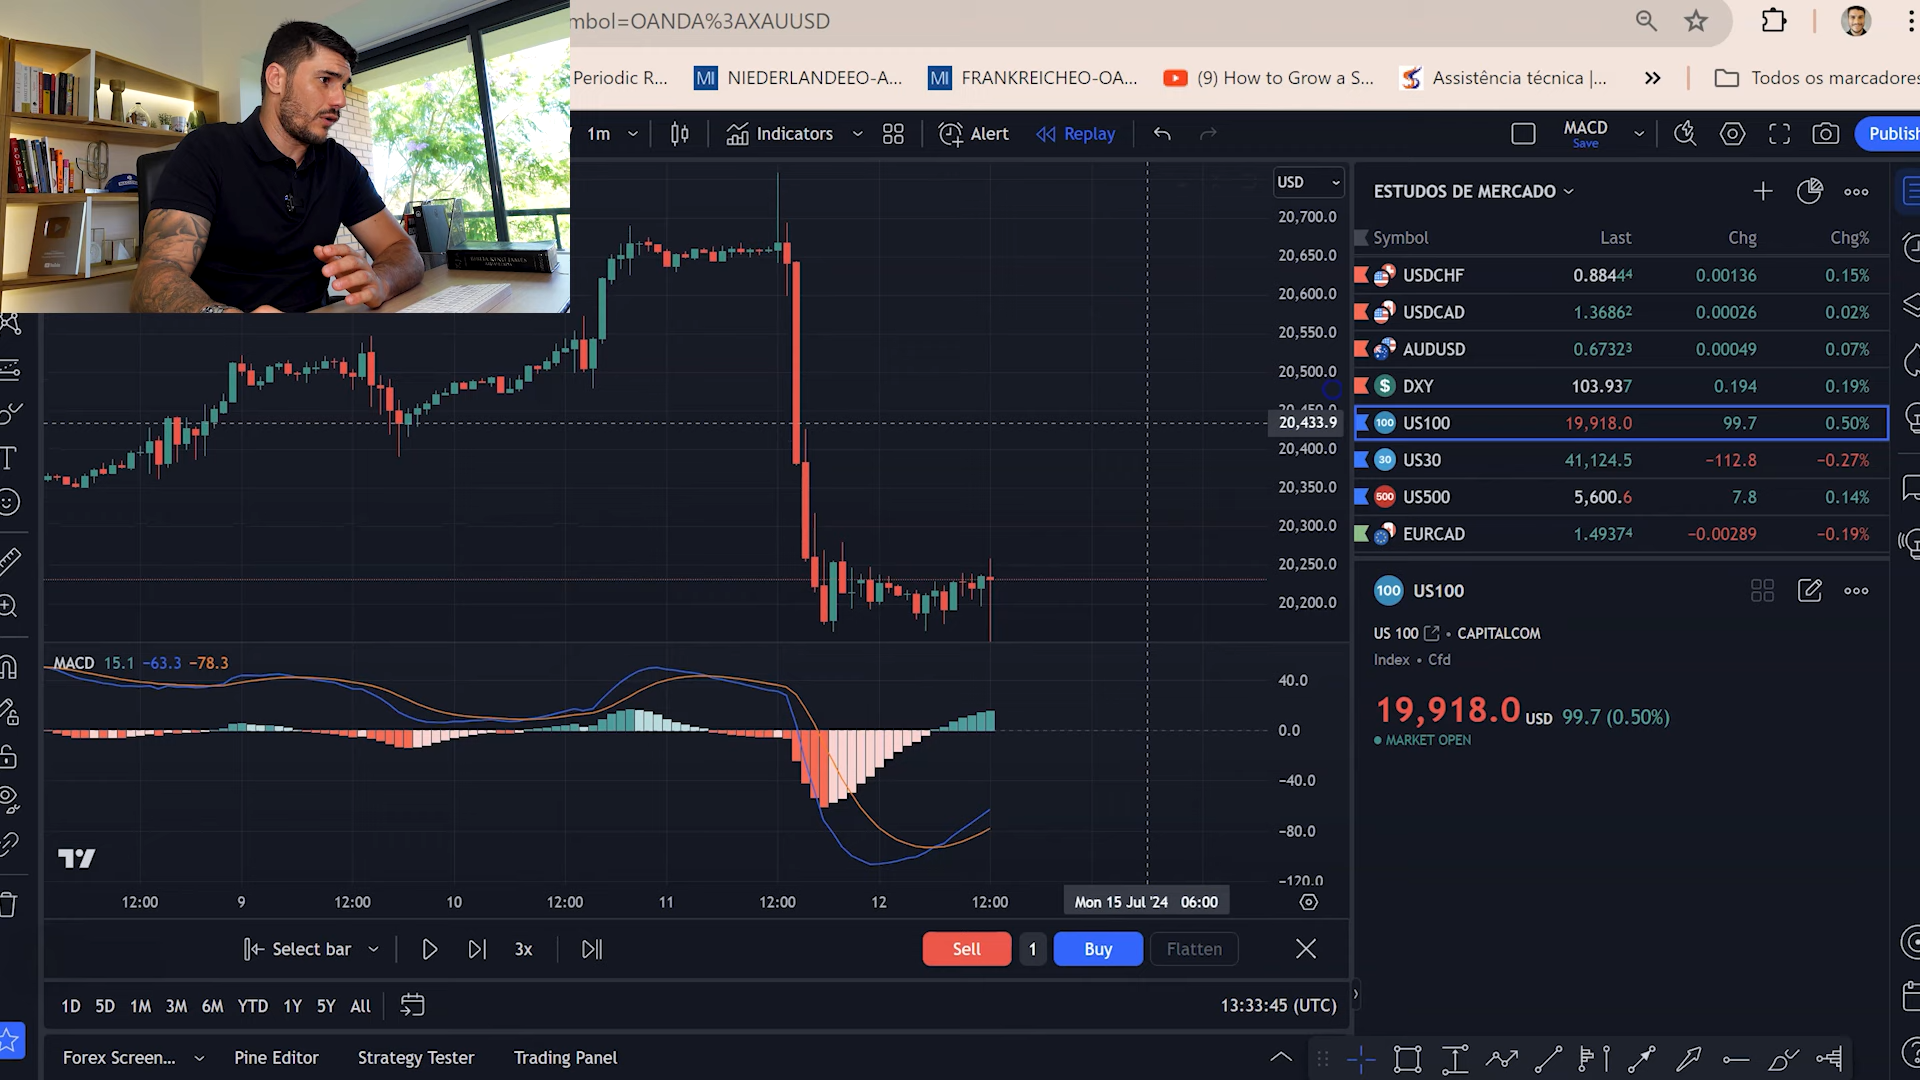 mbol=OANDA%3AXAUUSD
Periodic R...
NIEDERLANDEEO-A...
FRANKREICHEO-OA...
(9) How to Grow a S...
Assistência técnica |...
Todos os marcadores
1m
Indicators
Alert
Replay
MACD
Save
Publish
USD
20,700.0
20,650.0
20,600.0
20,550.0
20,500.0
20,450.0
20,433.9
20,400.0
20,350.0
20,300.0
20,250.0
20,200.0
MACD 15.1 −63.3 −78.3
40.0
0.0
−40.0
−80.0
−120.0
12:00 9 12:00 10 12:00 11 12:00 12 12:00
Mon 15 Jul '24 06:00
Select bar
3x
Sell
1
Buy
Flatten
1D 5D 1M 3M 6M YTD 1Y 5Y All
13:33:45 (UTC)
Forex Screen...
Pine Editor
Strategy Tester
Trading Panel
ESTUDOS DE MERCADO
Symbol Last Chg Chg%
USDCHF 0.88444 0.00136 0.15%
USDCAD 1.36862 0.00026 0.02%
AUDUSD 0.67323 0.00049 0.07%
DXY 103.937 0.194 0.19%
100 US100 19,918.0 99.7 0.50%
30 US30 41,124.5 −112.8 −0.27%
500 US500 5,600.6 7.8 0.14%
EURCAD 1.49374 −0.00289 −0.19%
100 US100
US 100 • CAPITALCOM
Index • Cfd
19,918.0 USD 99.7 (0.50%)
MARKET OPEN